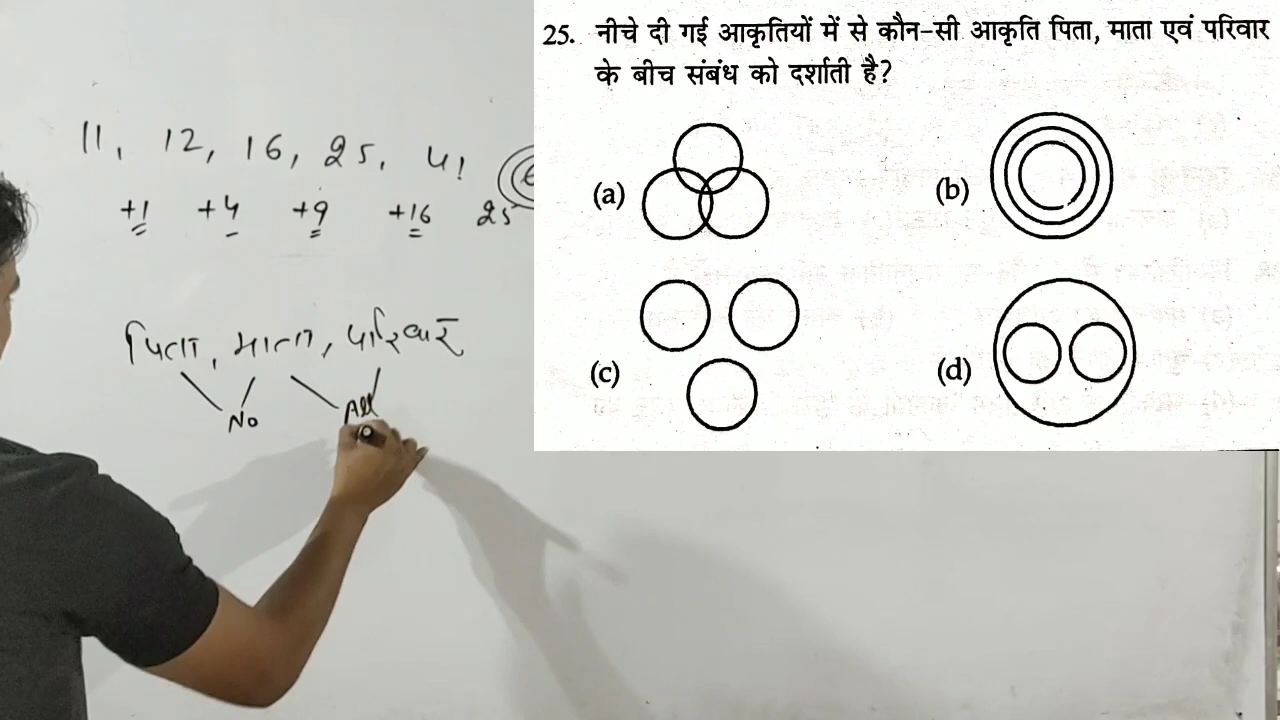 11, 12, 16, 25, 41
+1 +4 +9 +16 25
पिता, माता, परिवार
No All
25. नीचे दी गई आकृतियों में से कौन-सी आकृति पिता, माता एवं परिवार
के बीच संबंध को दर्शाती है?
(a) (b)
(c) (d)